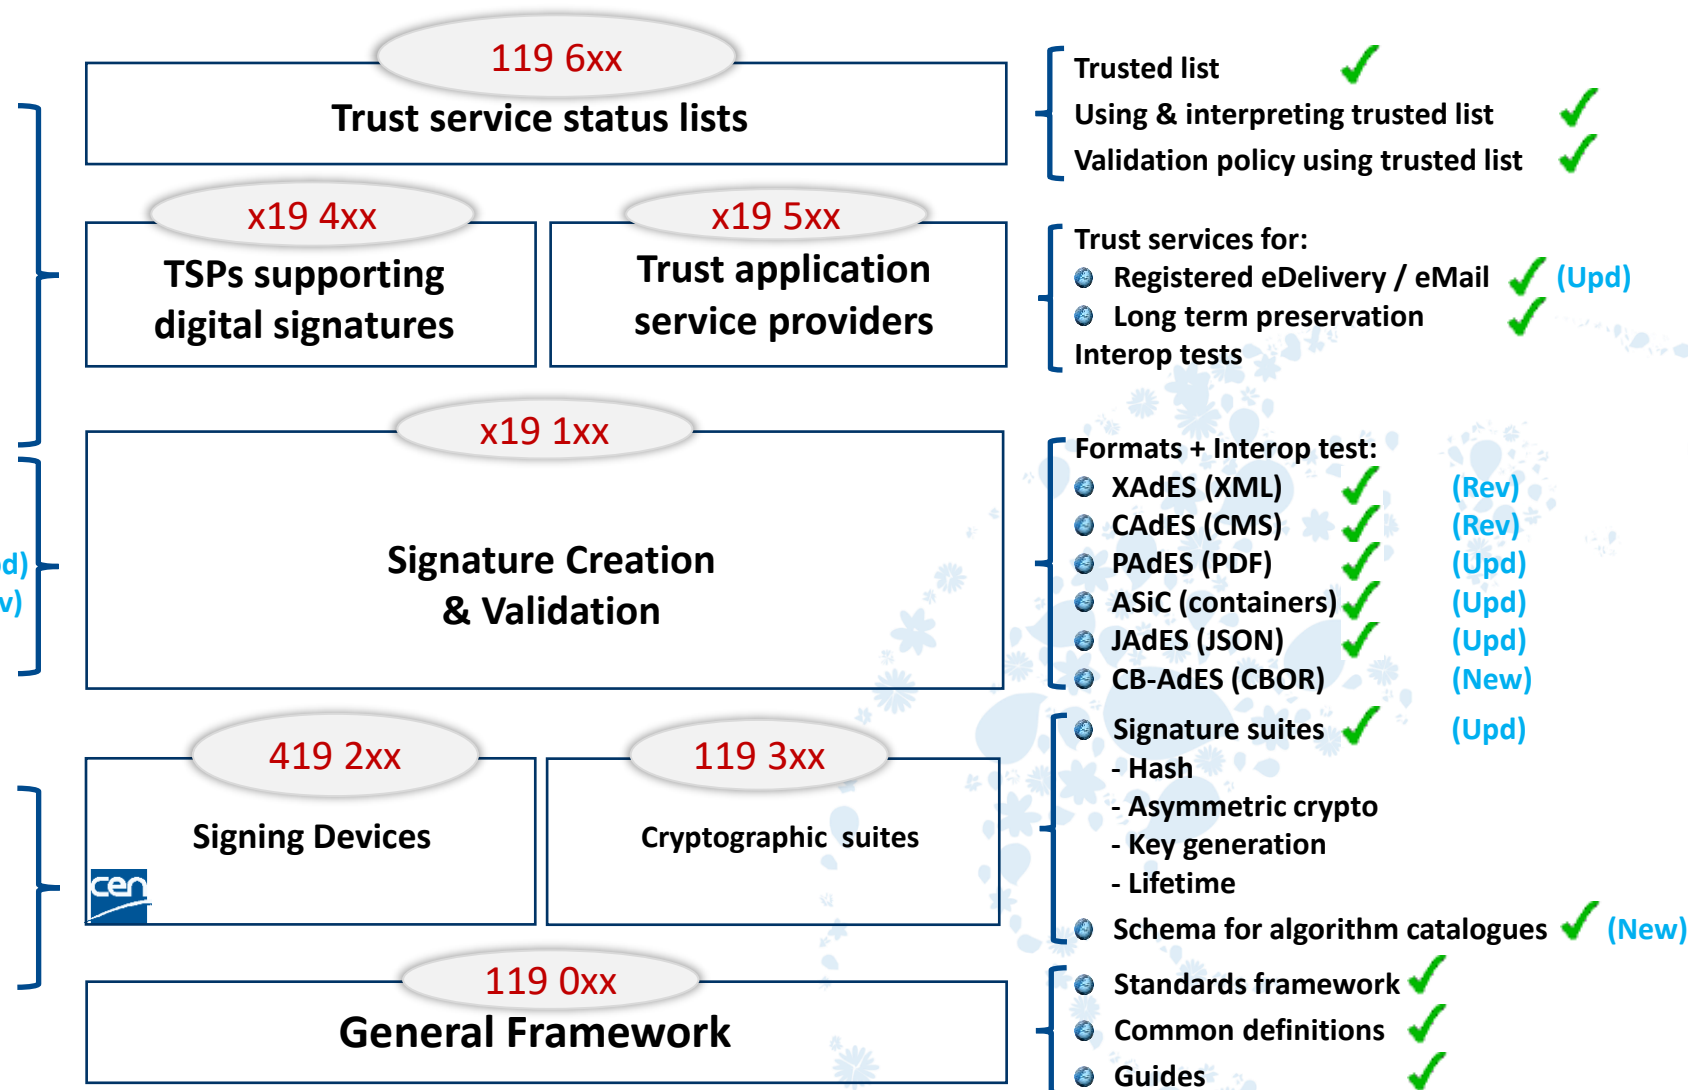 119 6xx
Trust service status lists
Trusted list
Using & interpreting trusted list
Validation policy using trusted list
x19 4xx
TSPs supporting
digital signatures
x19 5xx
Trust application
service providers
Trust services for:
Registered eDelivery / eMail (Upd)
Long term preservation
Interop tests
x19 1xx
Signature Creation
& Validation
d)
v)
Formats + Interop test:
XAdES (XML) (Rev)
CAdES (CMS) (Rev)
PAdES (PDF) (Upd)
ASiC (containers) (Upd)
JAdES (JSON) (Upd)
CB-AdES (CBOR) (New)
419 2xx
Signing Devices
cen
119 3xx
Cryptographic suites
Signature suites (Upd)
- Hash
- Asymmetric crypto
- Key generation
- Lifetime
Schema for algorithm catalogues (New)
119 0xx
General Framework
Standards framework
Common definitions
Guides